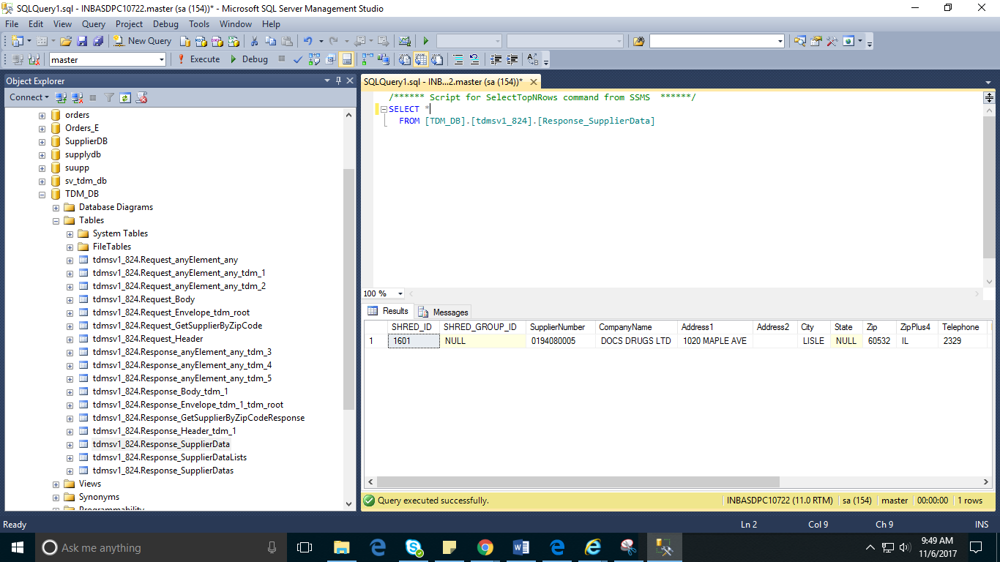 SQLQuery1.sql - INBASDPC10722.master (sa (154))* - Microsoft SQL Server Management Studio
File Edit View Query Project Debug Tools Window Help
New Query
master Execute Debug
Object Explorer
Connect
orders
Orders_E
SupplierDB
supplydb
suupp
sv_tdm_db
TDM_DB
Database Diagrams
Tables
System Tables
FileTables
tdmsv1_824.Request_anyElement_any
tdmsv1_824.Request_anyElement_any_tdm_1
tdmsv1_824.Request_anyElement_any_tdm_2
tdmsv1_824.Request_Body
tdmsv1_824.Request_Envelope_tdm_root
tdmsv1_824.Request_GetSupplierByZipCode
tdmsv1_824.Request_Header
tdmsv1_824.Response_anyElement_any_tdm_3
tdmsv1_824.Response_anyElement_any_tdm_4
tdmsv1_824.Response_anyElement_any_tdm_5
tdmsv1_824.Response_Body_tdm_1
tdmsv1_824.Response_Envelope_tdm_1_tdm_root
tdmsv1_824.Response_GetSupplierByZipCodeResponse
tdmsv1_824.Response_Header_tdm_1
tdmsv1_824.Response_SupplierData
tdmsv1_824.Response_SupplierDataLists
tdmsv1_824.Response_SupplierDatas
Views
Synonyms
Programmability
SQLQuery1.sql - INB...2.master (sa (154))*
/****** Script for SelectTopNRows command from SSMS ******/
SELECT *
FROM [TDM_DB].[tdmsv1_824].[Response_SupplierData]
100 %
Results Messages
SHRED_ID SHRED_GROUP_ID SupplierNumber CompanyName Address1 Address2 City State Zip ZipPlus4 Telephone
1 1601 NULL 0194080005 DOCS DRUGS LTD 1020 MAPLE AVE LISLE NULL 60532 IL 2329
Query executed successfully. INBASDPC10722 (11.0 RTM) sa (154) master 00:00:00 1 rows
Ready Ln 2 Col 9 Ch 9 INS
Ask me anything
9:49 AM
11/6/2017